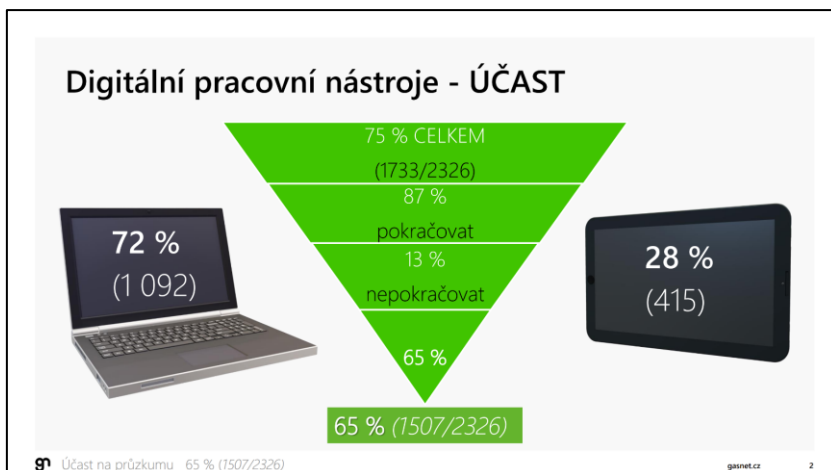 Digitální pracovní nástroje - ÚČAST
75 % CELKEM
(1733/2326)
87 %
pokračovat
13 %
nepokračovat
65 %
72 %
(1 092)
28 %
(415)
65 % (1507/2326)
gn Účast na průzkumu 65 % (1507/2326)
gasnet.cz 2